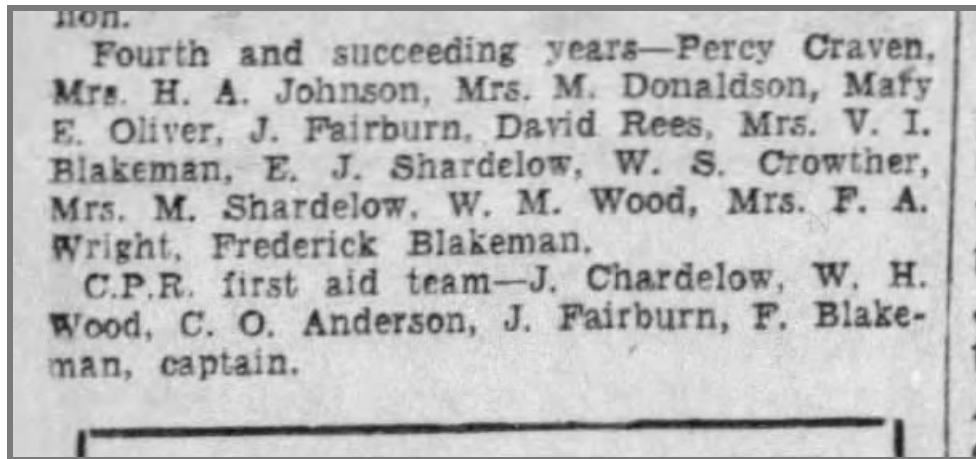 Fourth and succeeding years—Percy Craven,
Mrs. H. A. Johnson, Mrs. M. Donaldson, Mary
E. Oliver, J. Fairburn, David Rees, Mrs. V. I.
Blakeman, E. J. Shardelow, W. S. Crowther,
Mrs. M. Shardelow, W. M. Wood, Mrs. F. A.
Wright, Frederick Blakeman.
C.P.R. first aid team—J. Chardelow, W. H.
Wood, C. O. Anderson, J. Fairburn, F. Blake-
man, captain.